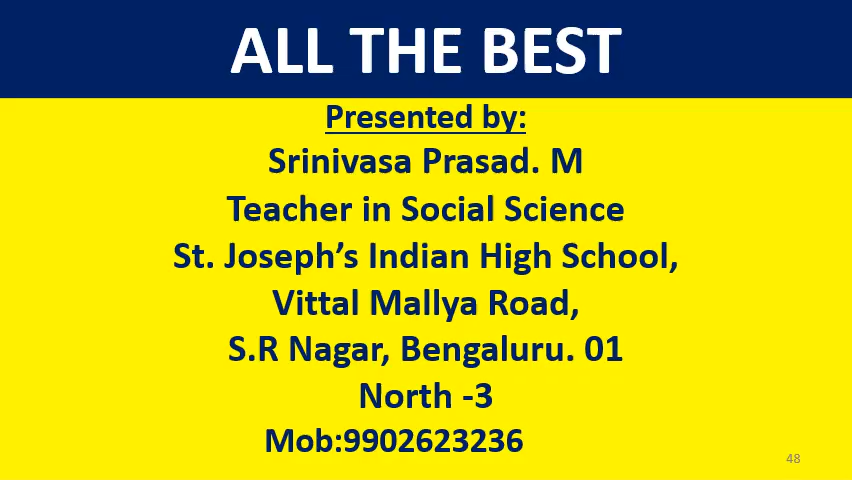 ALL THE BEST
Presented by:
Srinivasa Prasad. M
Teacher in Social Science
St. Joseph’s Indian High School,
Vittal Mallya Road,
S.R Nagar, Bengaluru. 01
North -3
Mob:9902623236
48